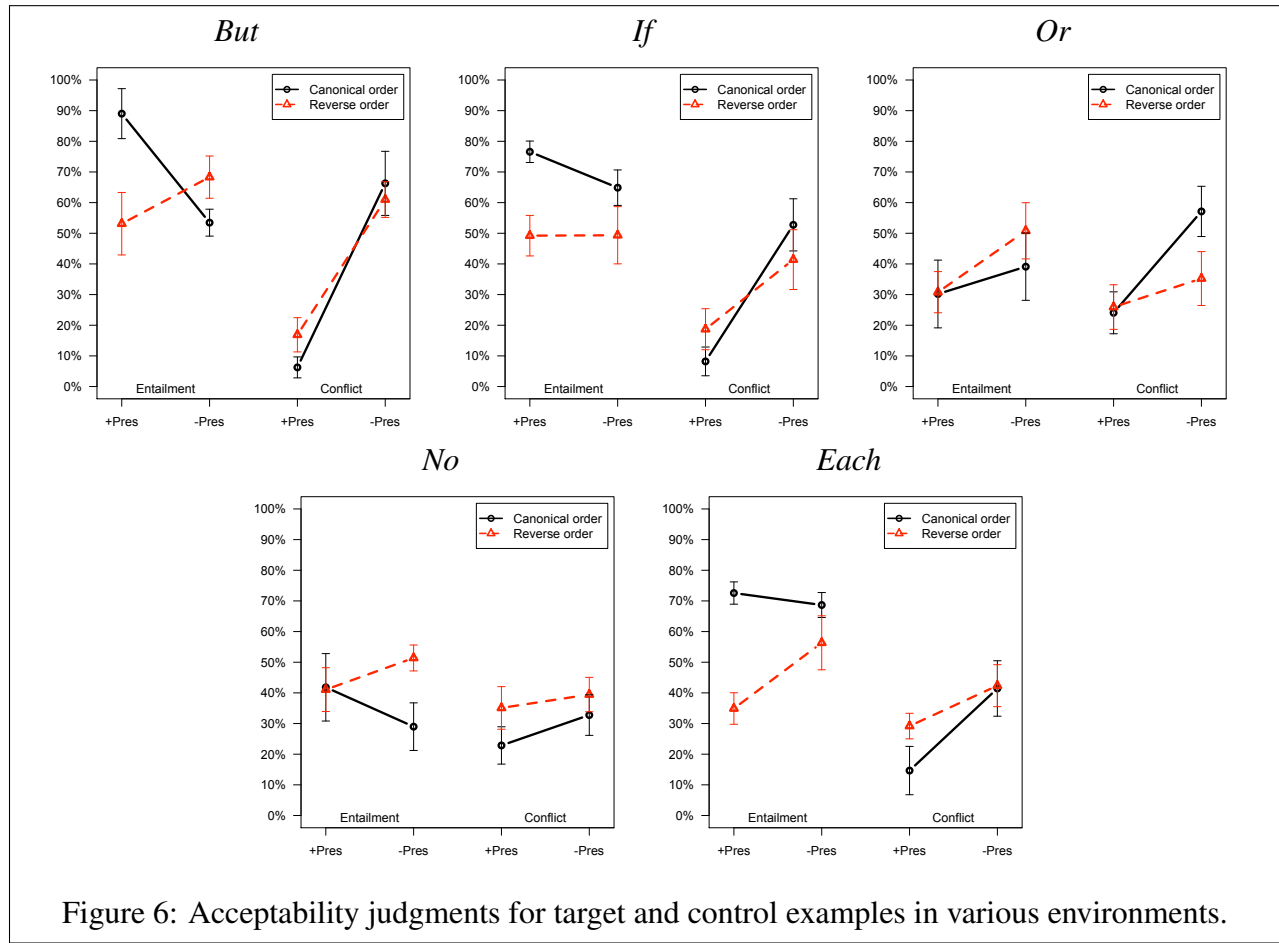 But
If
Or
100%
90%
80%
70%
60%
50%
40%
30%
20%
10%
0%
Canonical order
Reverse order
Entailment
Conflict
+Pres
-Pres
+Pres
-Pres
100%
90%
80%
70%
60%
50%
40%
30%
20%
10%
0%
Canonical order
Reverse order
Entailment
Conflict
+Pres
-Pres
+Pres
-Pres
100%
90%
80%
70%
60%
50%
40%
30%
20%
10%
0%
Canonical order
Reverse order
Entailment
Conflict
+Pres
-Pres
+Pres
-Pres
No
Each
100%
90%
80%
70%
60%
50%
40%
30%
20%
10%
0%
Canonical order
Reverse order
Entailment
Conflict
+Pres
-Pres
+Pres
-Pres
100%
90%
80%
70%
60%
50%
40%
30%
20%
10%
0%
Canonical order
Reverse order
Entailment
Conflict
+Pres
-Pres
+Pres
-Pres
Figure 6: Acceptability judgments for target and control examples in various environments.